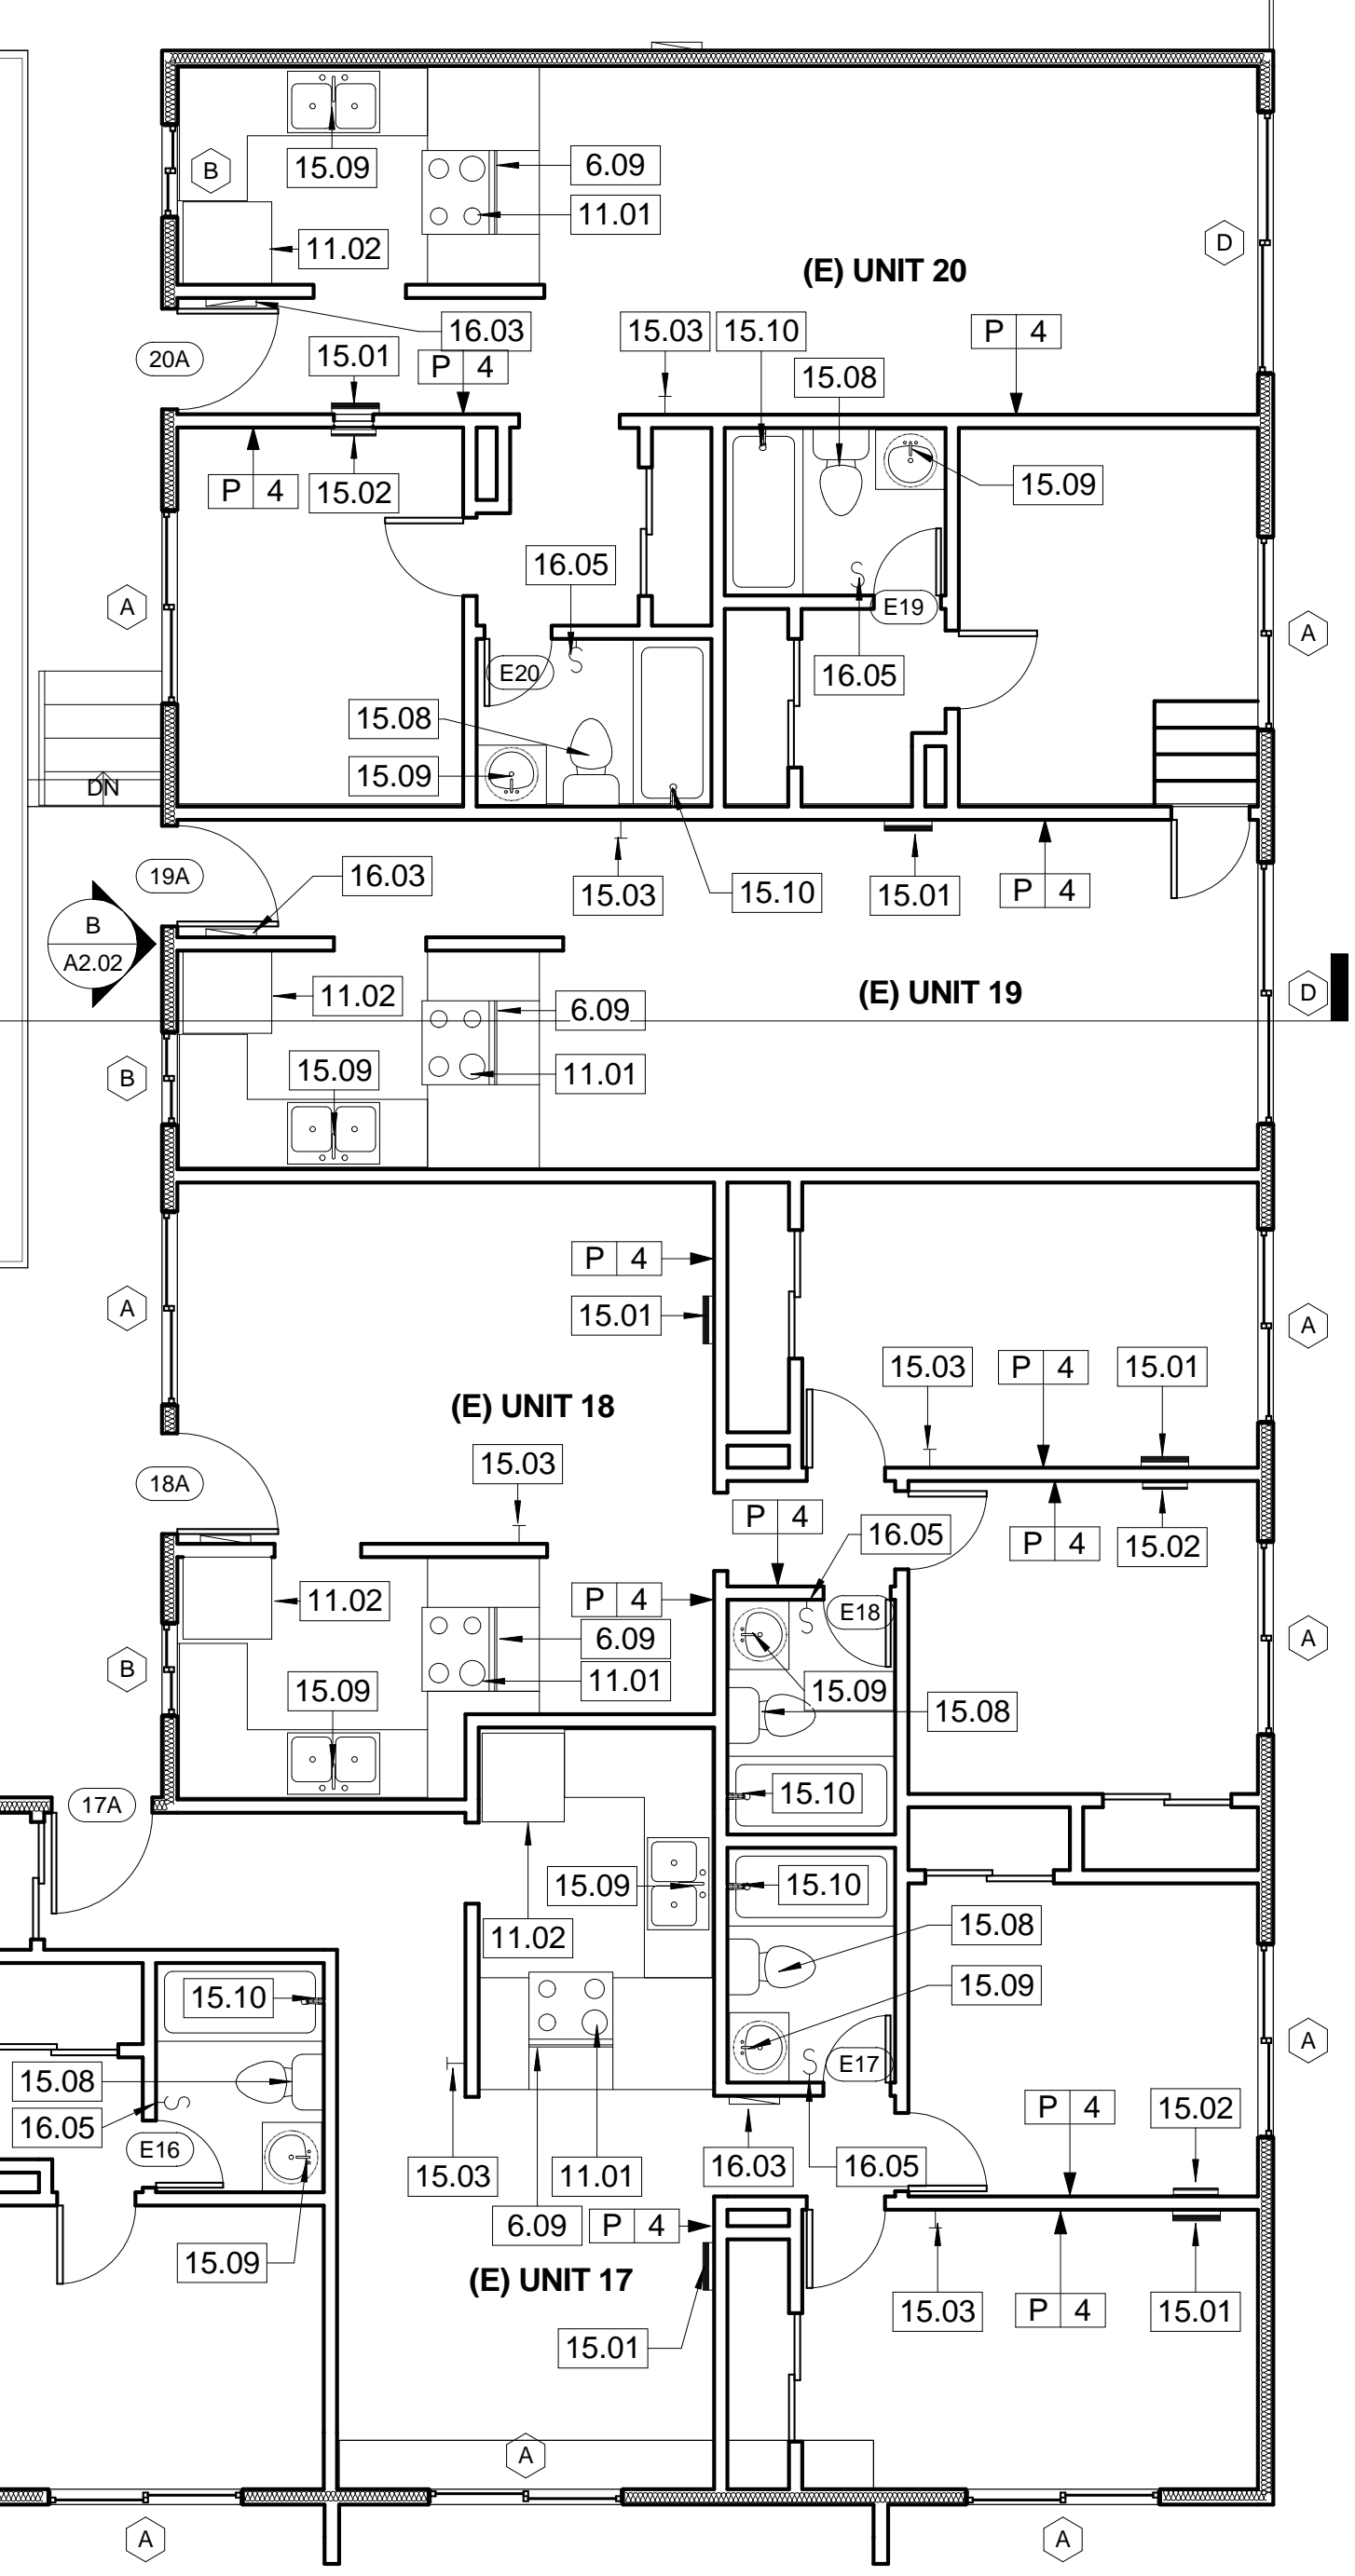 15.09
6.09
B
11.01
D
11.02
(E) UNIT 20
16.03
15.03
15.10
P 4
20A
15.01
P 4
15.08
15.09
P 4
15.02
16.05
A
E19
A
E20
16.05
15.08
15.09
DN
19A
16.03
15.03
15.10
15.01
P 4
B
A2.02
11.02
6.09
(E) UNIT 19
D
15.09
11.01
B
P 4
A
15.01
A
15.03
P 4
15.01
(E) UNIT 18
15.03
18A
P 4
16.05
P 4
15.02
11.02
P 4
E18
6.09
A
B
11.01
15.09
15.09
15.08
15.10
17A
15.09
15.10
11.02
15.08
15.09
15.10
A
E17
15.08
16.05
E16
15.03
11.01
16.03
16.05
P 4
15.02
6.09
P 4
15.09
(E) UNIT 17
15.03
P 4
15.01
15.01
A
A
A